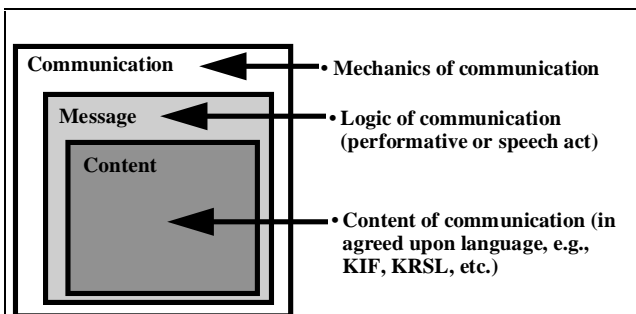 Communication
• Mechanics of communication
Message
• Logic of communication
(performative or speech act)
Content
• Content of communication (in
agreed upon language, e.g.,
KIF, KRSL, etc.)